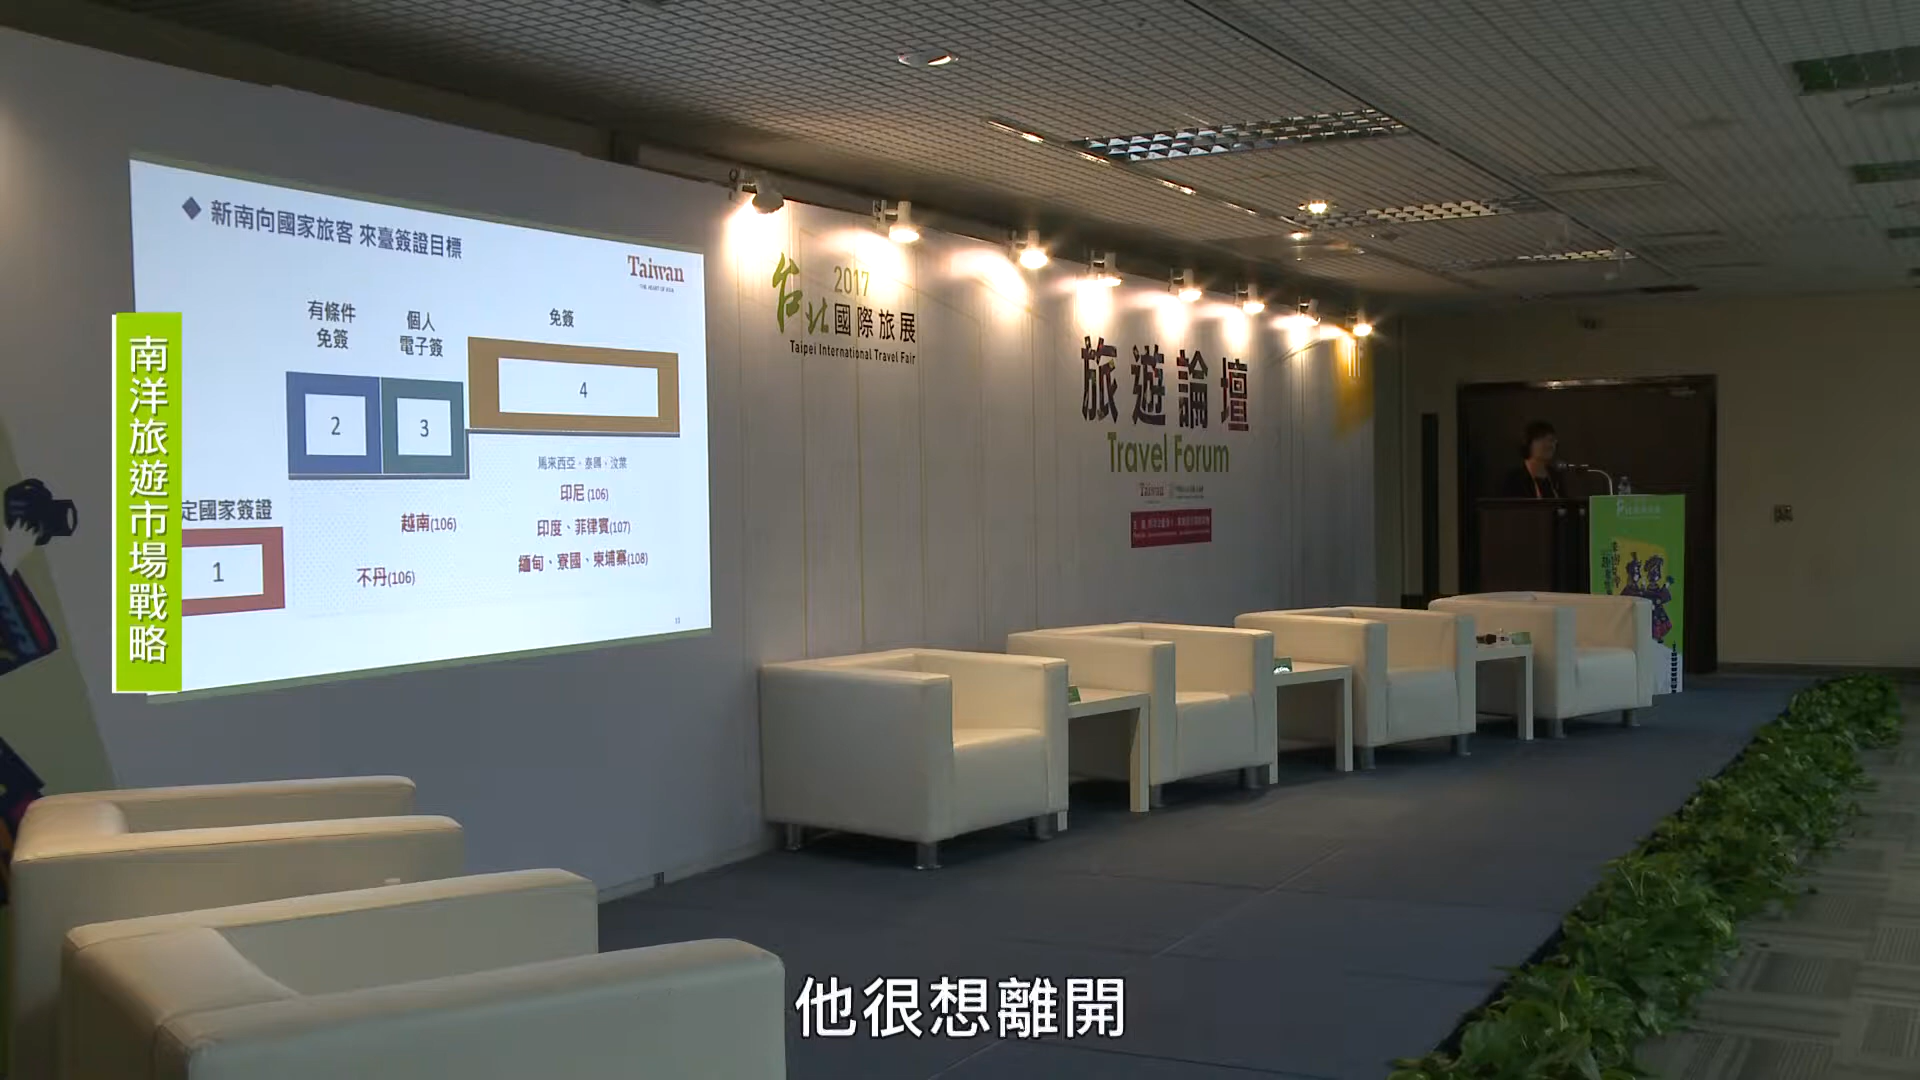 ◆ 新南向國家旅客 來臺簽證目標
Taiwan
THE HEART OF ASIA
有條件
免簽
個人
電子簽
免簽
2
3
4
定國家簽證
1
越南(106)
不丹(106)
馬來西亞、泰國、汶萊
印尼(106)
印度、菲律賓(107)
緬甸、寮國、柬埔寨(108)
南洋旅遊市場戰略
2017
台北國際旅展
Taipei International Travel Fair
旅遊論壇
Travel Forum
Taiwan
他很想離開